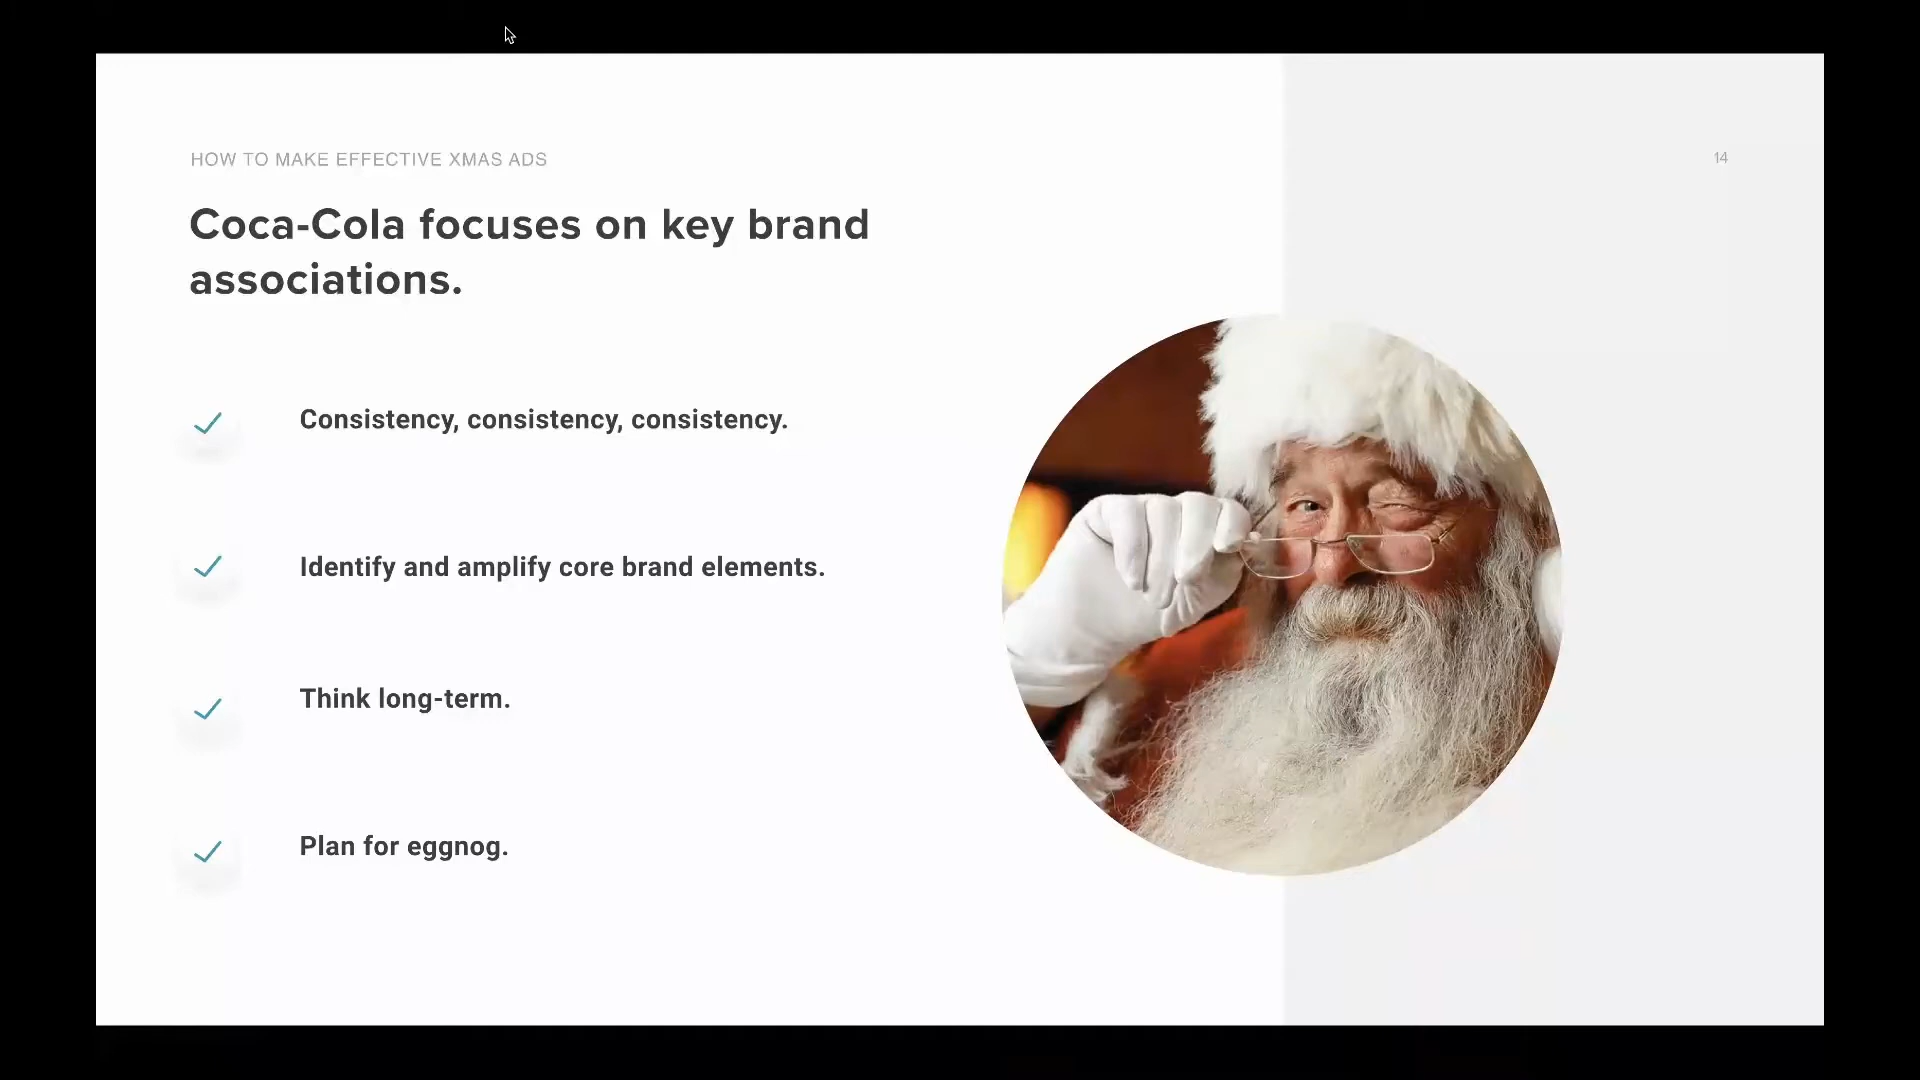 HOW TO MAKE EFFECTIVE XMAS ADS
14
Coca-Cola focuses on key brand
associations.
Consistency, consistency, consistency.
Identify and amplify core brand elements.
Think long-term.
Plan for eggnog.